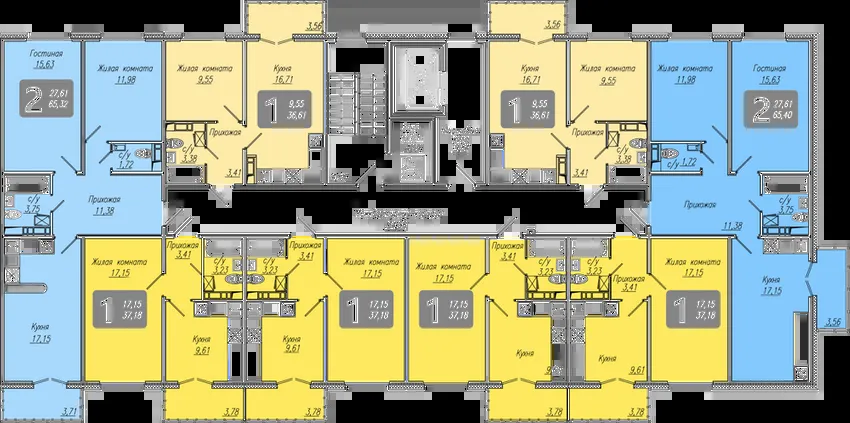 3,56
3,56
Гостиная
15,63
Жилая комната
11,98
Жилая комната
9,55
Кухня
16,71
Кухня
16,71
Жилая комната
9,55
Жилая комната
11,98
Гостиная
15,63
2
27,61
65,32
1
9,55
36,61
1
9,55
36,61
2
27,61
65,40
Прихожая
3,41
Прихожая
3,41
с/у
1,72
с/у
3,38
с/у
3,38
с/у
1,72
с/у
3,75
Прихожая
11,38
Прихожая
11,38
с/у
3,75
Жилая комната
17,15
Прихожая
3,41
с/у
3,23
с/у
3,23
Прихожая
3,41
Жилая комната
17,15
Жилая комната
17,15
Прихожая
3,41
с/у
3,23
с/у
3,23
Прихожая
3,41
Жилая комната
17,15
1
17,15
37,18
1
17,15
37,18
1
17,15
37,18
1
17,15
37,18
Кухня
17,15
Кухня
17,15
3,56
Кухня
9,61
Кухня
9,61
Кухня
Кухня
9,61
3,71
3,78
3,78
3,78
3,78